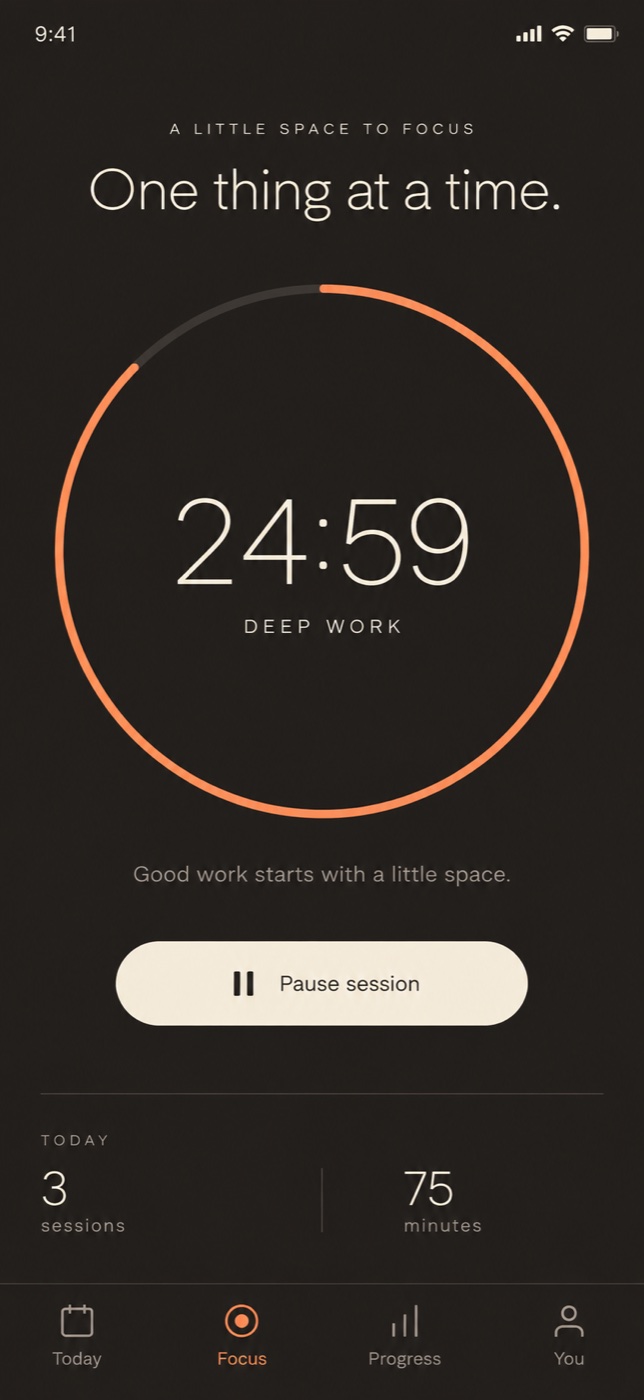 9:41
A LITTLE SPACE TO FOCUS
One thing at a time.
24:59
DEEP WORK
Good work starts with a little space.
Pause session
TODAY
3
sessions
75
minutes
Today
Focus
Progress
You